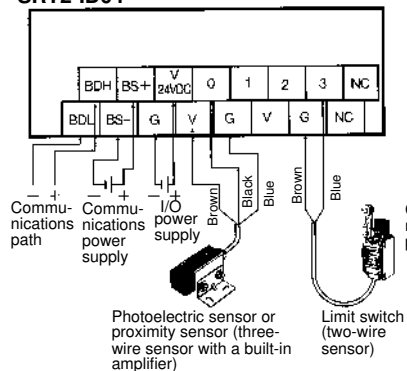 BDH BS+ V 24VDC 0 1 2 3 NC
BDL BS- G V G V G NC
Brown
Black
Blue
Brown
Blue
− +
− +
− +
Commu-
nications
path
Commu-
nications
power
supply
I/O
power
supply
Photoelectric sensor or
proximity sensor (three-
wire sensor with a built-in
amplifier)
Limit switch
(two-wire
sensor)